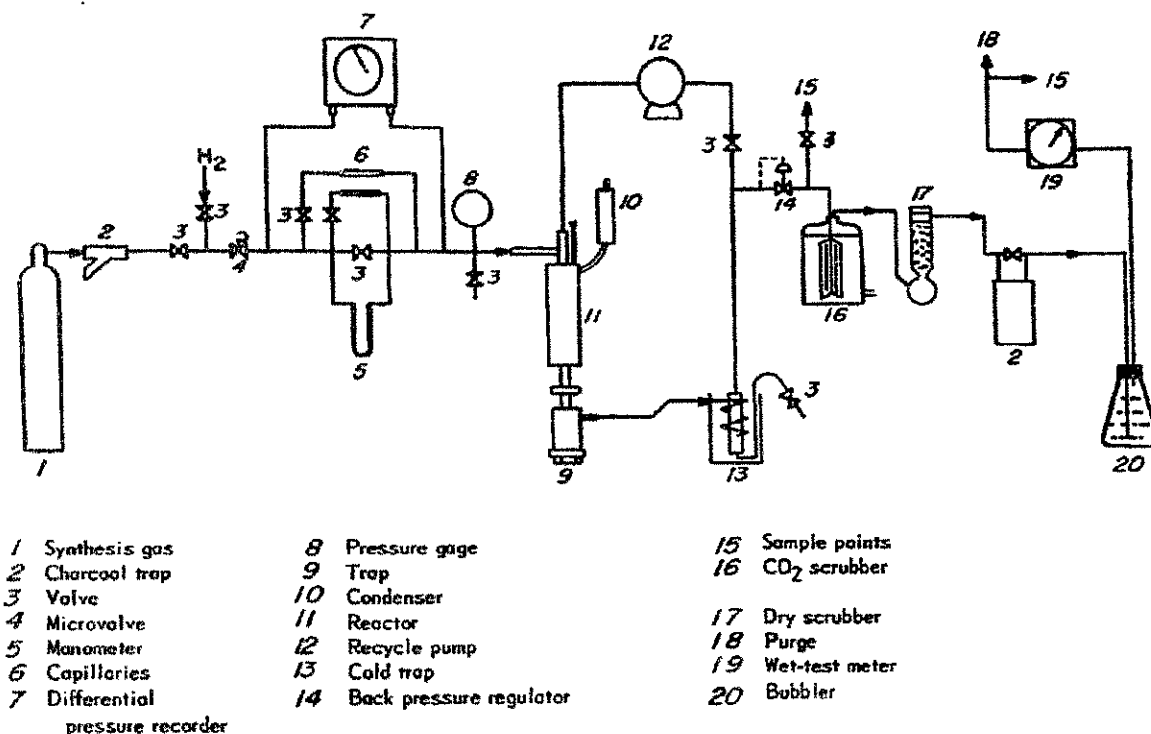 7
12
18
15
15
H2
6
8
3
3
3
19
10
14
17
2
3
4
3
3
3
11
16
2
5
3
1
9
13
20
1 Synthesis gas
2 Charcoal trap
3 Valve
4 Microvalve
5 Manometer
6 Capillaries
7 Differential
pressure recorder
8 Pressure gage
9 Trap
10 Condenser
11 Reactor
12 Recycle pump
13 Cold trap
14 Back pressure regulator
15 Sample points
16 CO2 scrubber
17 Dry scrubber
18 Purge
19 Wet-test meter
20 Bubbler